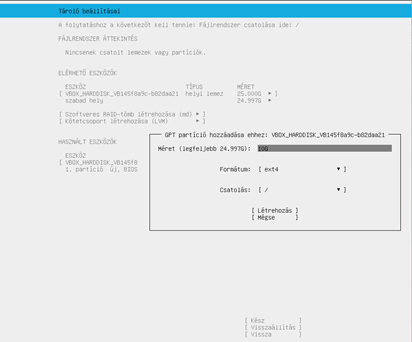 Tároló beállításai
A folytatáshoz a következőt kell tennie: Fájlrendszer csatolása ide: /
FÁJLRENDSZER ÁTTEKINTÉS
Nincsenek csatolt lemezek vagy partíciók.
ELÉRHETŐ ESZKÖZÖK
ESZKÖZ TÍPUS MÉRET
[ VBOX_HARDDISK_VB145f8a9c-b82daa21 helyi lemez 25.000G ▸ ]
szabad hely 24.997G ▸
[ Szoftveres RAID-tömb létrehozása (md) ▸ ]
[ Kötetcsoport létrehozása (LVM) ▸ ]
HASZNÁLT ESZKÖZÖK
ESZKÖZ
[ VBOX_HARDDISK_VB145f8
1. partíció új, BIOS
GPT partíció hozzáadása ehhez: VBOX_HARDDISK_VB145f8a9c-b82daa21
Méret (legfeljebb 24.997G): 10G
Formátum: [ ext4 ▾ ]
Csatolás: [ / ▾ ]
[ Létrehozás ]
[ Mégse ]
[ Kész ]
[ Visszaállítás ]
[ Vissza ]